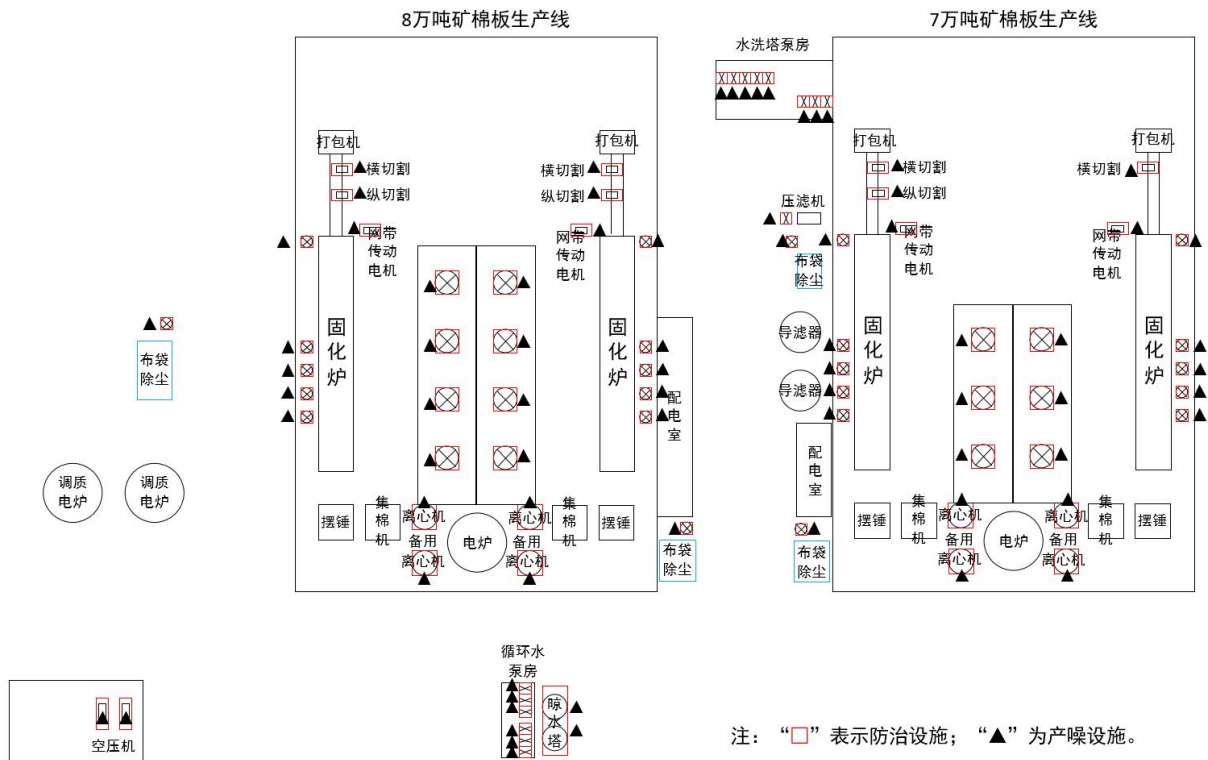 8万吨矿棉板生产线
7万吨矿棉板生产线
水洗塔泵房
打包机
打包机
打包机
打包机
横切割
横切割
横切割
横切割
纵切割
纵切割
纵切割
压滤机
网带
传动
电机
网带
传动
电机
网带
传动
电机
网带
传动
电机
布袋
除尘
固
化
炉
固
化
炉
导滤器
固
化
炉
固
化
炉
布袋
除尘
导滤器
配
电
室
配
电
室
调质
电炉
调质
电炉
摆锤
集
棉
机
离心机
备用
离心机
电炉
离心机
备用
离心机
集
棉
机
摆锤
布袋
除尘
布袋
除尘
摆锤
集
棉
机
离心机
备用
离心机
电炉
离心机
备用
离心机
集
棉
机
摆锤
循环水
泵房
晾
水
塔
空压机
注：“□”表示防治设施；“▲”为产噪设施。